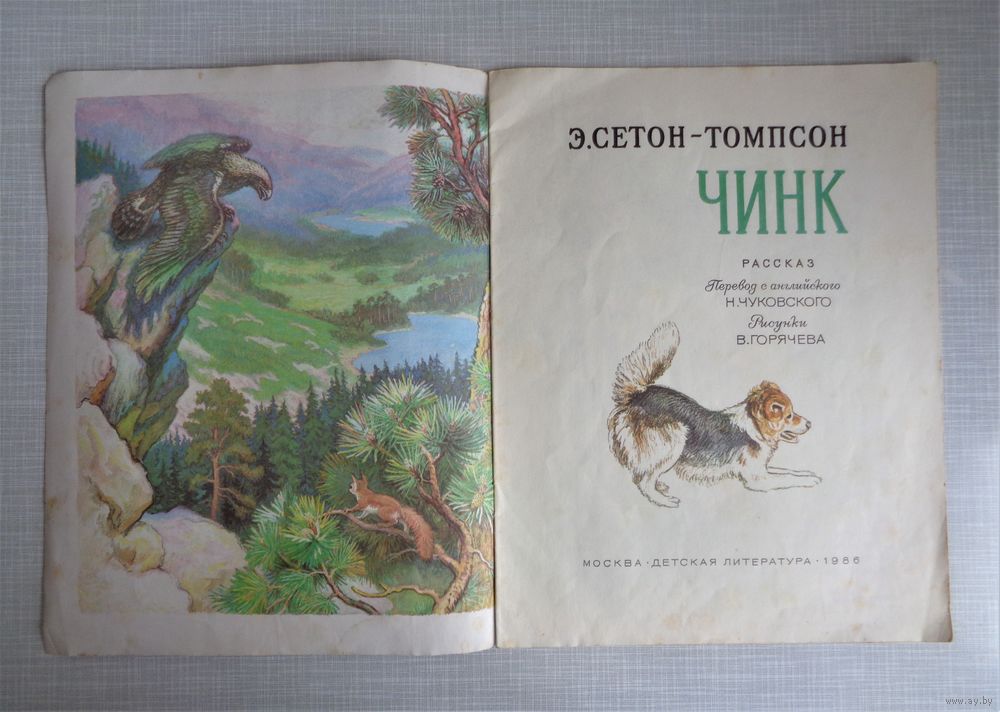 Э.СЕТОН-ТОМПСОН
ЧИНК
РАССКАЗ
Перевод с английского
Н.ЧУКОВСКОГО
Рисунки
В.ГОРЯЧЕВА
МОСКВА·ДЕТСКАЯ ЛИТЕРАТУРА·1986
www.ay.by